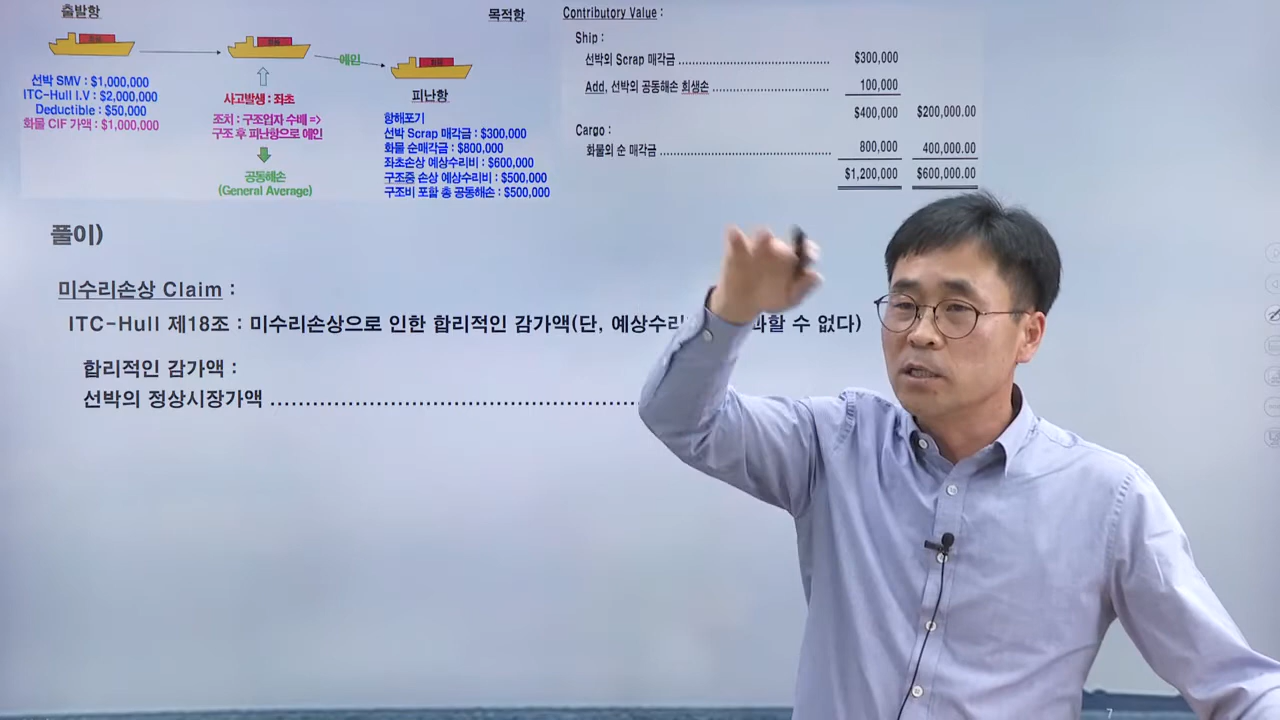 출발항
목적항
예인
선박 SMV : $1,000,000
ITC-Hull I.V : $2,000,000
Deductible : $50,000
화물 CIF 가액 : $1,000,000
사고발생 : 좌초
조치 : 구조업자 수배 =>
구조 후 피난항으로 예인
공동해손
(General Average)
피난항
항해포기
선박 Scrap 매각금 : $300,000
화물 순매각금 : $800,000
좌초손상 예상수리비 : $600,000
구조중 손상 예상수리비 : $500,000
구조비 포함 총 공동해손 : $500,000
Contributory Value :
Ship :
선박의 Scrap 매각금 ........ $300,000
Add, 선박의 공동해손 희생손 ........ 100,000
$400,000 $200,000.00
Cargo :
화물의 순 매각금 ........ 800,000 400,000.00
$1,200,000 $600,000.00
풀이)
미수리손상 Claim :
ITC-Hull 제18조 : 미수리손상으로 인한 합리적인 감가액(단, 예상수리 과할 수 없다)
합리적인 감가액 :
선박의 정상시장가액 ........
7